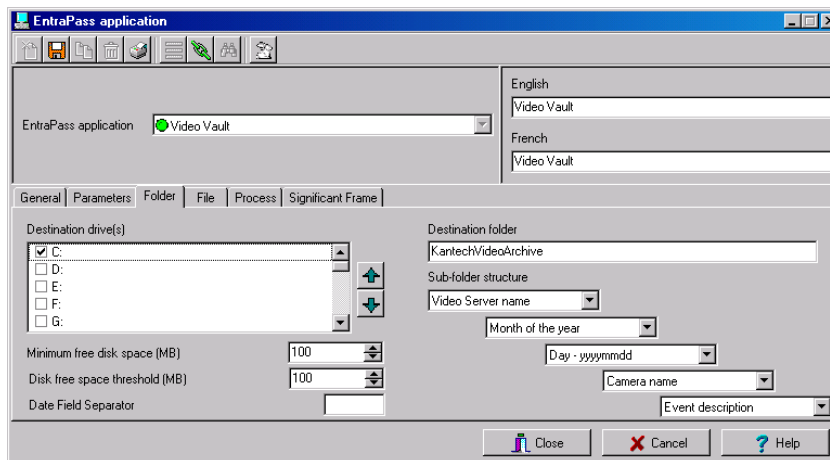 EntraPass application
English
Video Vault
EntraPass application
Video Vault
French
Video Vault
General
Parameters
Folder
File
Process
Significant Frame
Destination drive(s)
C:
D:
E:
F:
G:
Minimum free disk space (MB)
100
Disk free space threshold (MB)
100
Date Field Separator
Destination folder
KantechVideoArchive
Sub-folder structure
Video Server name
Month of the year
Day - yyyymmdd
Camera name
Event description
Close
Cancel
? Help